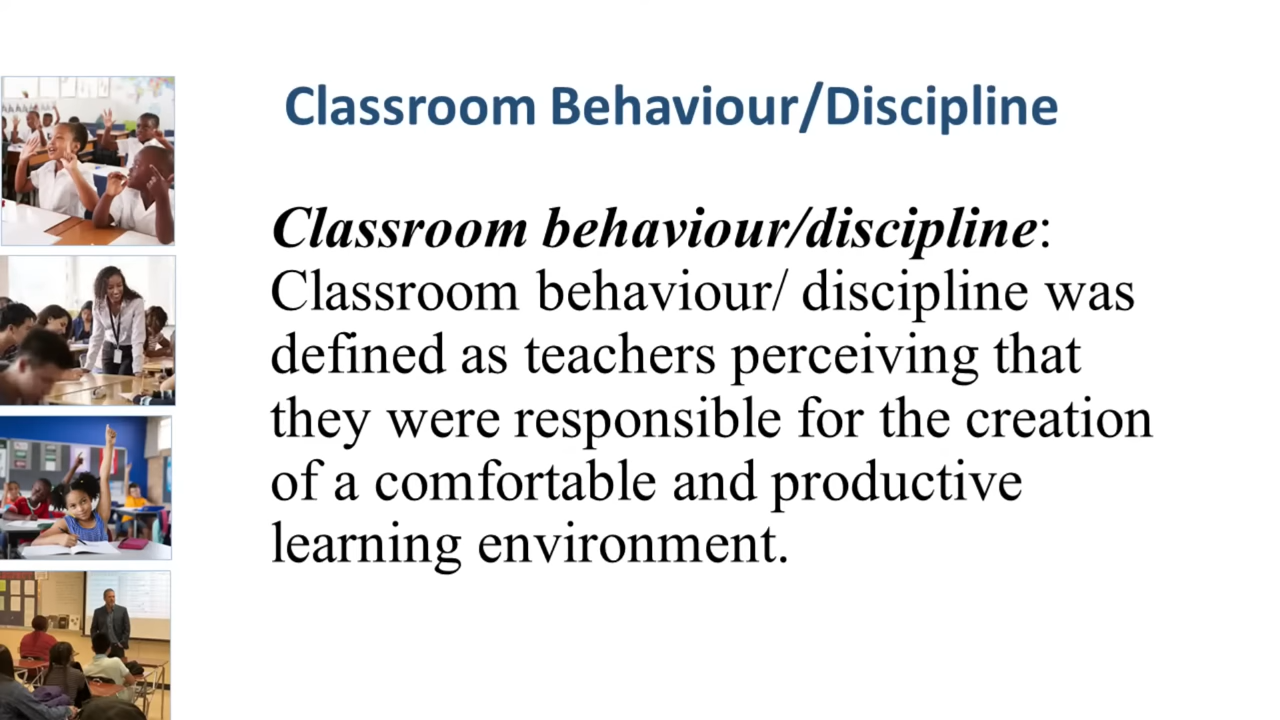 Classroom Behaviour/Discipline
Classroom behaviour/discipline:
Classroom behaviour/ discipline was
defined as teachers perceiving that
they were responsible for the creation
of a comfortable and productive
learning environment.